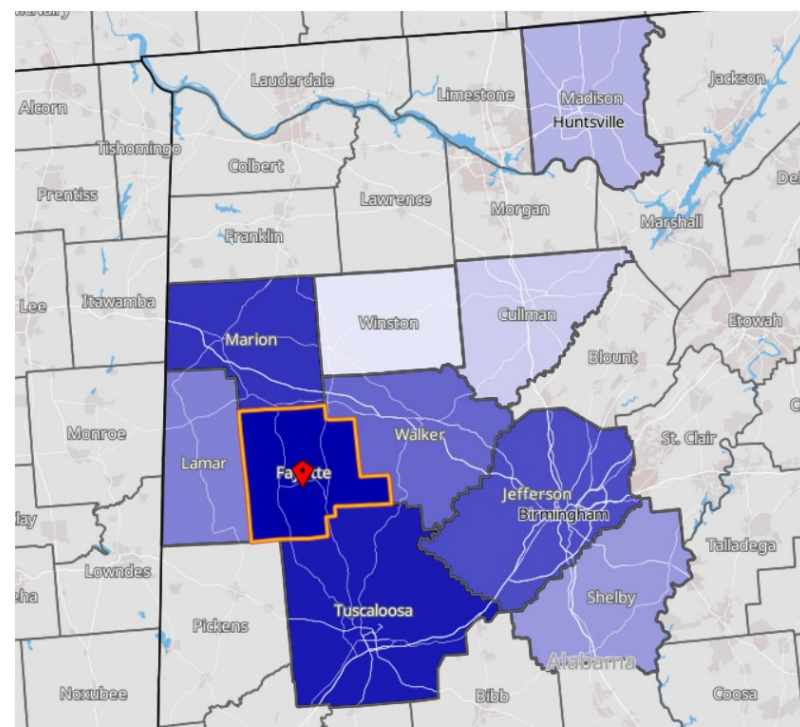 Lauderdale
Jackson
Limestone
Madison
Huntsville
Alcorn
Tishomingo
Colbert
Prentiss
Lawrence
Morgan
Marshall
Franklin
Lee
Itawamba
Marion
Winston
Cullman
Etowah
Blount
Monroe
Walker
St. Clair
Lamar
Fayette
Jefferson
Birmingham
Talladega
Lowndes
Shelby
Tuscaloosa
Pickens
Alabama
Noxubee
Bibb
Coosa